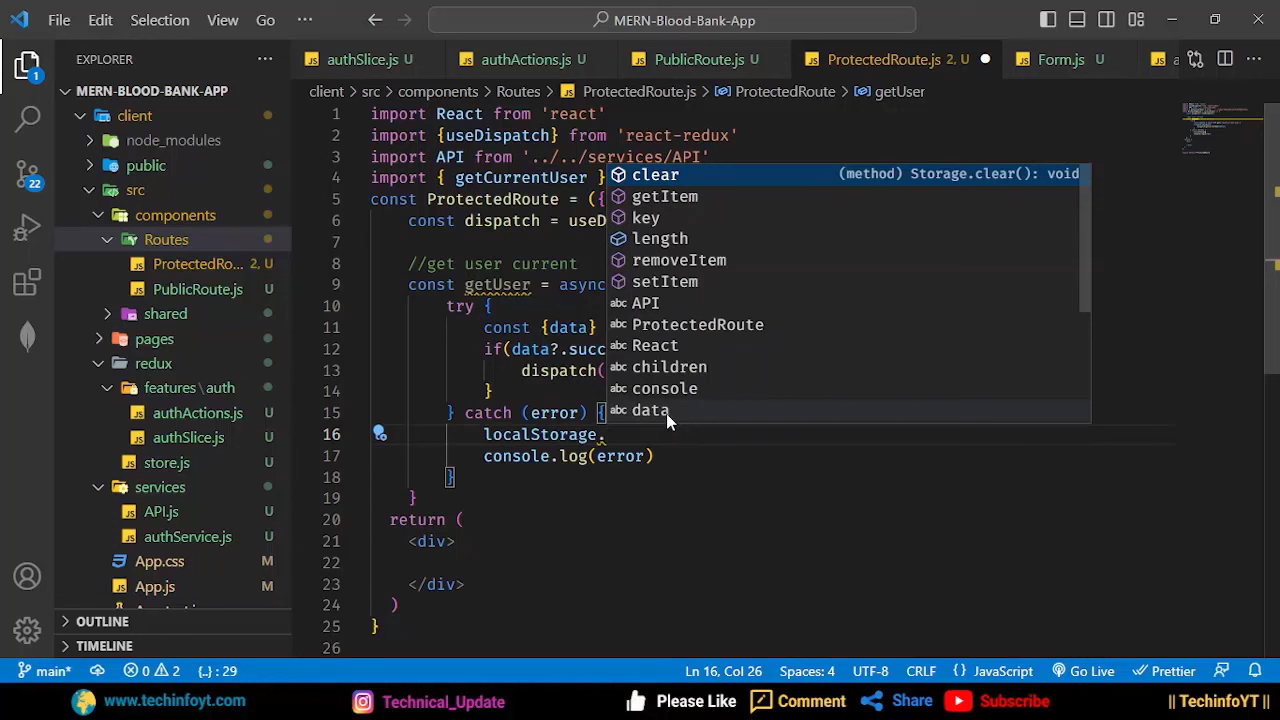 File Edit Selection View Go ··· MERN-Blood-Bank-App
EXPLORER ···
authSlice.js U authActions.js U PublicRoute.js U ProtectedRoute.js 2, U Form.js U a ···
1
22
MERN-BLOOD-BANK-APP
client
node_modules
public
src
components
Routes
ProtectedRo... 2, U
PublicRoute.js U
shared
pages
redux
features\auth
authActions.js U
authSlice.js U
store.js U
services
API.js U
authService.js U
App.css M
App.js M
OUTLINE
TIMELINE
client > src > components > Routes > ProtectedRoute.js > ProtectedRoute > getUser
1 import React from 'react'
2 import {useDispatch} from 'react-redux'
3 import API from '../../services/API'
4 import { getCurrentUser }
5 const ProtectedRoute = ({
6 const dispatch = useD
7
8 //get user current
9 const getUser = async
10 try {
11 const {data}
12 if(data?.succ
13 dispatch(
14 }
15 } catch (error) {
16 localStorage.
17 console.log(error)
18 }
19 }
20 return (
21 <div>
22
23 </div>
24 )
25 }
26
clear (method) Storage.clear(): void
getItem
key
length
removeItem
setItem
abc API
abc ProtectedRoute
abc React
abc children
abc console
abc data
main* 0 2 {..} : 29 Ln 16, Col 26 Spaces: 4 UTF-8 CRLF {} JavaScript Go Live Prettier
www.techinfoyt.com Technical_Update Please Like Comment Share Subscribe || TechinfoYT ||